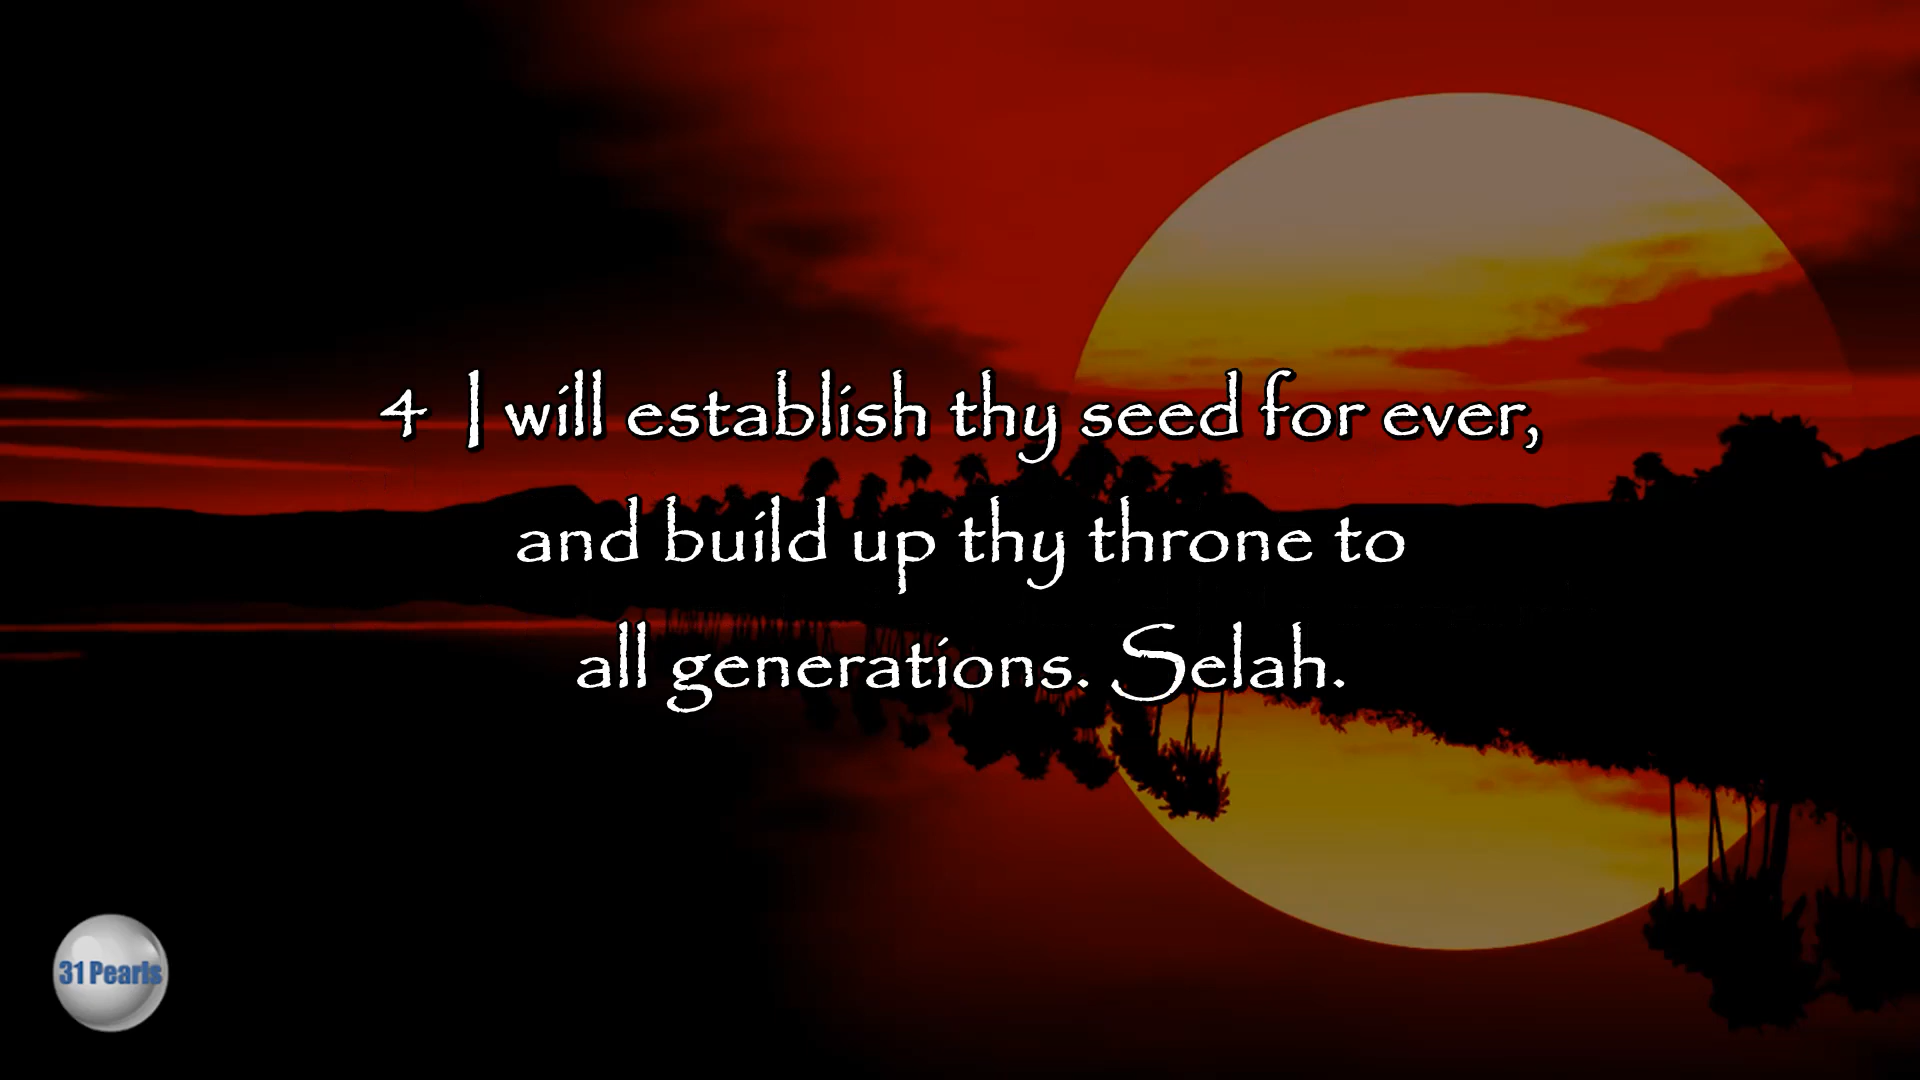 4 I will establish thy seed for ever,
and build up thy throne to
all generations. Selah.
31 Pearls